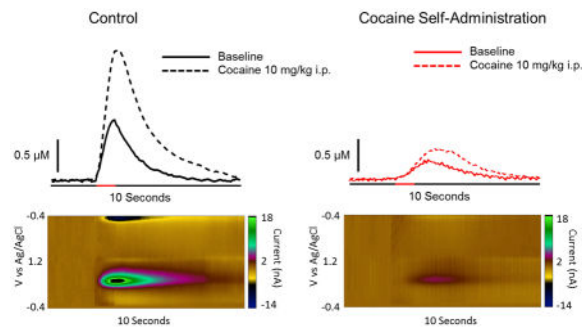 Control
Baseline
Cocaine 10 mg/kg i.p.
0.5 μM
10 Seconds
-0.4
1.2
-0.4
V vs Ag/AgCl
18
2
-14
Current (nA)
10 Seconds
Cocaine Self-Administration
Baseline
Cocaine 10 mg/kg i.p.
0.5 μM
10 Seconds
-0.4
1.2
-0.4
V vs Ag/AgCl
18
2
-14
Current (nA)
10 Seconds